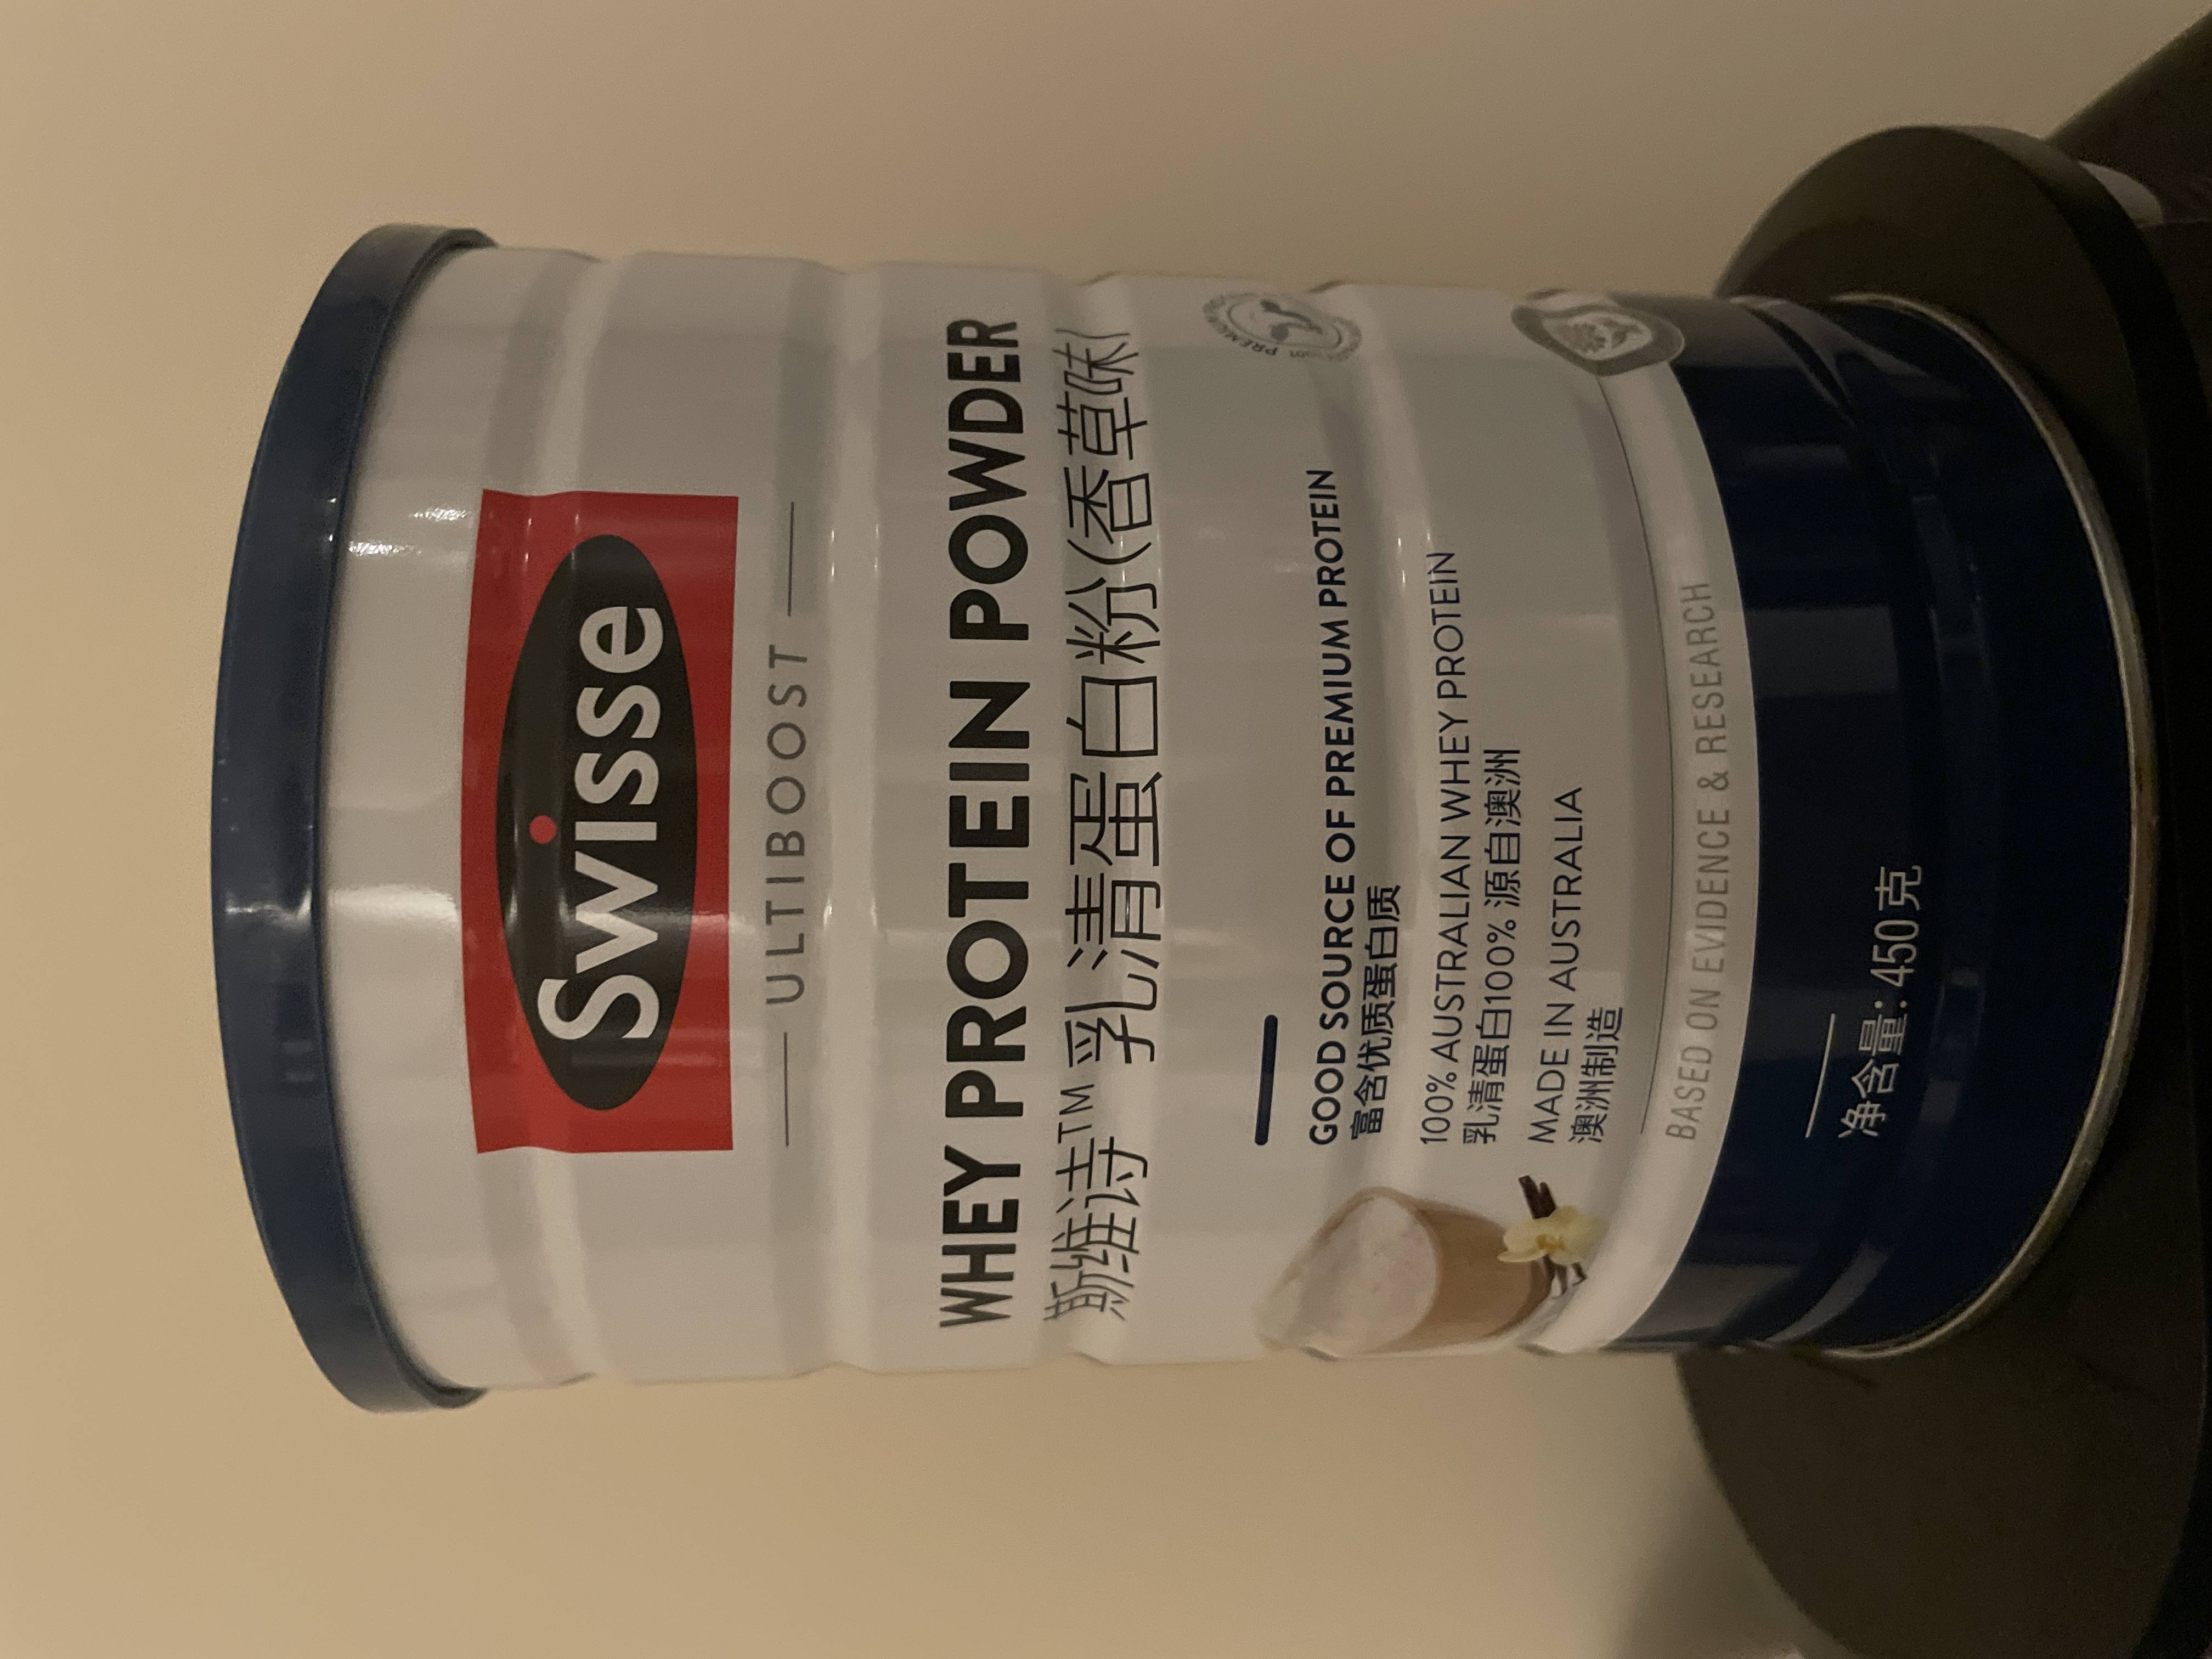 Swisse
ULTIBOOST
WHEY PROTEIN POWDER
斯维诗™ 乳清蛋白粉(香草味)
PREMIUM
GOOD SOURCE OF PREMIUM PROTEIN
富含优质蛋白质
100% AUSTRALIAN WHEY PROTEIN
乳清蛋白100% 源自澳洲
MADE IN AUSTRALIA
澳洲制造
BASED ON EVIDENCE & RESEARCH
净含量: 450克